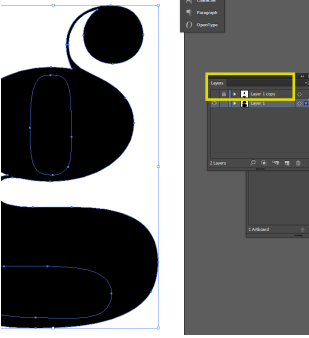 Character
Paragraph
OpenType
Layers
Layer 1 copy
Layer 1
2 Layers
1 Artboard